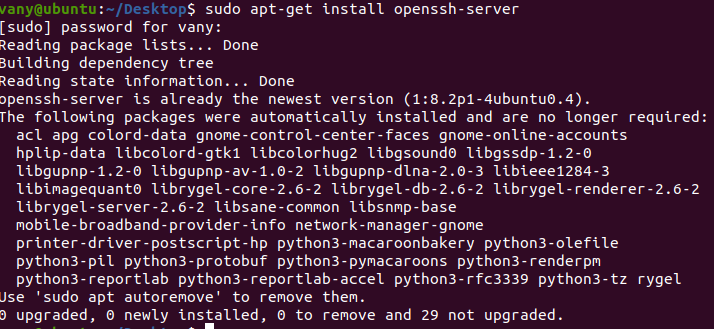 vany@ubuntu:~/Desktop$ sudo apt-get install openssh-server
[sudo] password for vany:
Reading package lists... Done
Building dependency tree
Reading state information... Done
openssh-server is already the newest version (1:8.2p1-4ubuntu0.4).
The following packages were automatically installed and are no longer required:
  acl apg colord-data gnome-control-center-faces gnome-online-accounts
  hplip-data libcolord-gtk1 libcolorhug2 libgsound0 libgssdp-1.2-0
  libgupnp-1.2-0 libgupnp-av-1.0-2 libgupnp-dlna-2.0-3 libieee1284-3
  libimagequant0 librygel-core-2.6-2 librygel-db-2.6-2 librygel-renderer-2.6-2
  librygel-server-2.6-2 libsane-common libsnmp-base
  mobile-broadband-provider-info network-manager-gnome
  printer-driver-postscript-hp python3-macaroonbakery python3-olefile
  python3-pil python3-protobuf python3-pymacaroons python3-renderpm
  python3-reportlab python3-reportlab-accel python3-rfc3339 python3-tz rygel
Use 'sudo apt autoremove' to remove them.
0 upgraded, 0 newly installed, 0 to remove and 29 not upgraded.